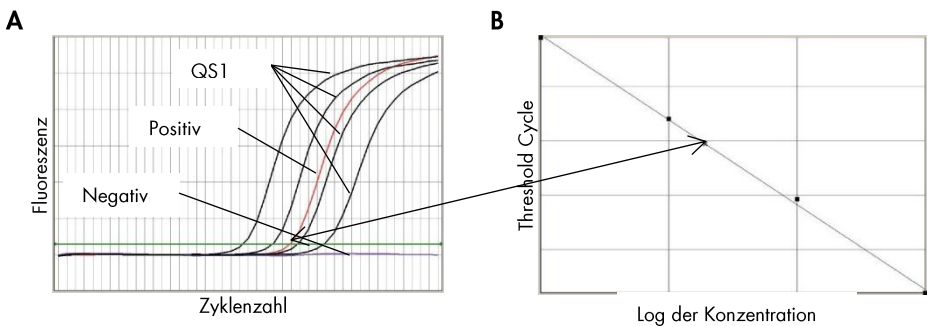 A
QS1
Positiv
Negativ
Fluoreszenz
Zyklenzahl
B
Threshold Cycle
Log der Konzentration